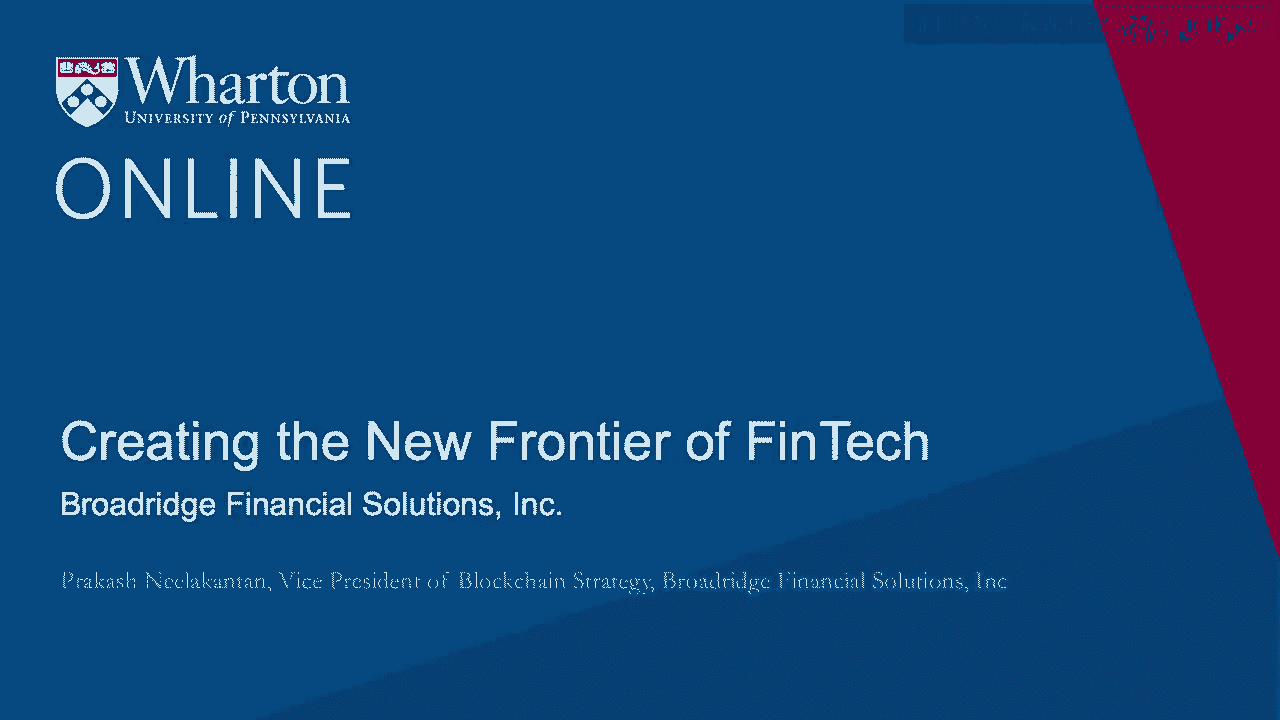 Wharton
UNIVERSITY of PENNSYLVANIA
ONLINE
Creating the New Frontier of FinTech
Broadridge Financial Solutions, Inc.
Prakash Neelakantan, Vice President of Blockchain Strategy, Broadridge Financial Solutions, Inc